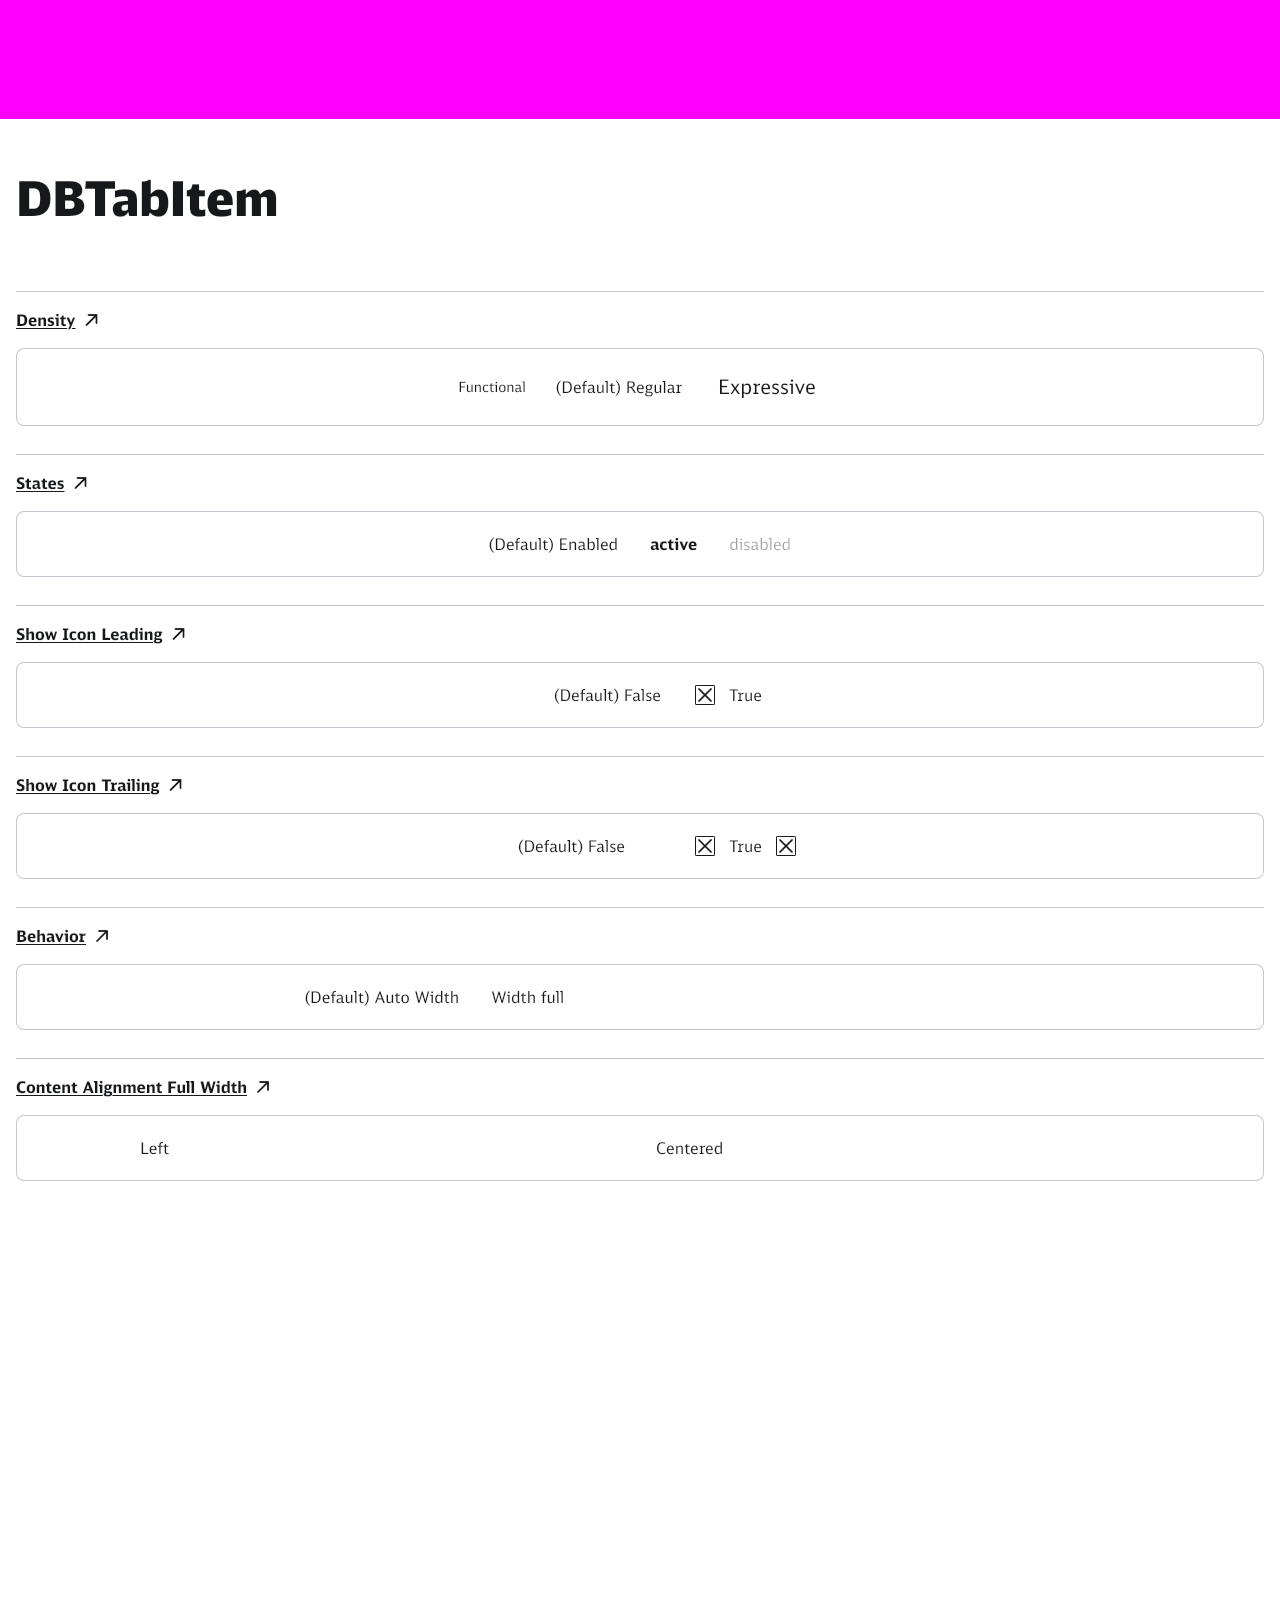 DBTabItem
Density
Functional (Default) Regular Expressive
States
(Default) Enabled active disabled
Show Icon Leading
(Default) False True
Show Icon Trailing
(Default) False True
Behavior
(Default) Auto Width Width full
Content Alignment Full Width
Left Centered